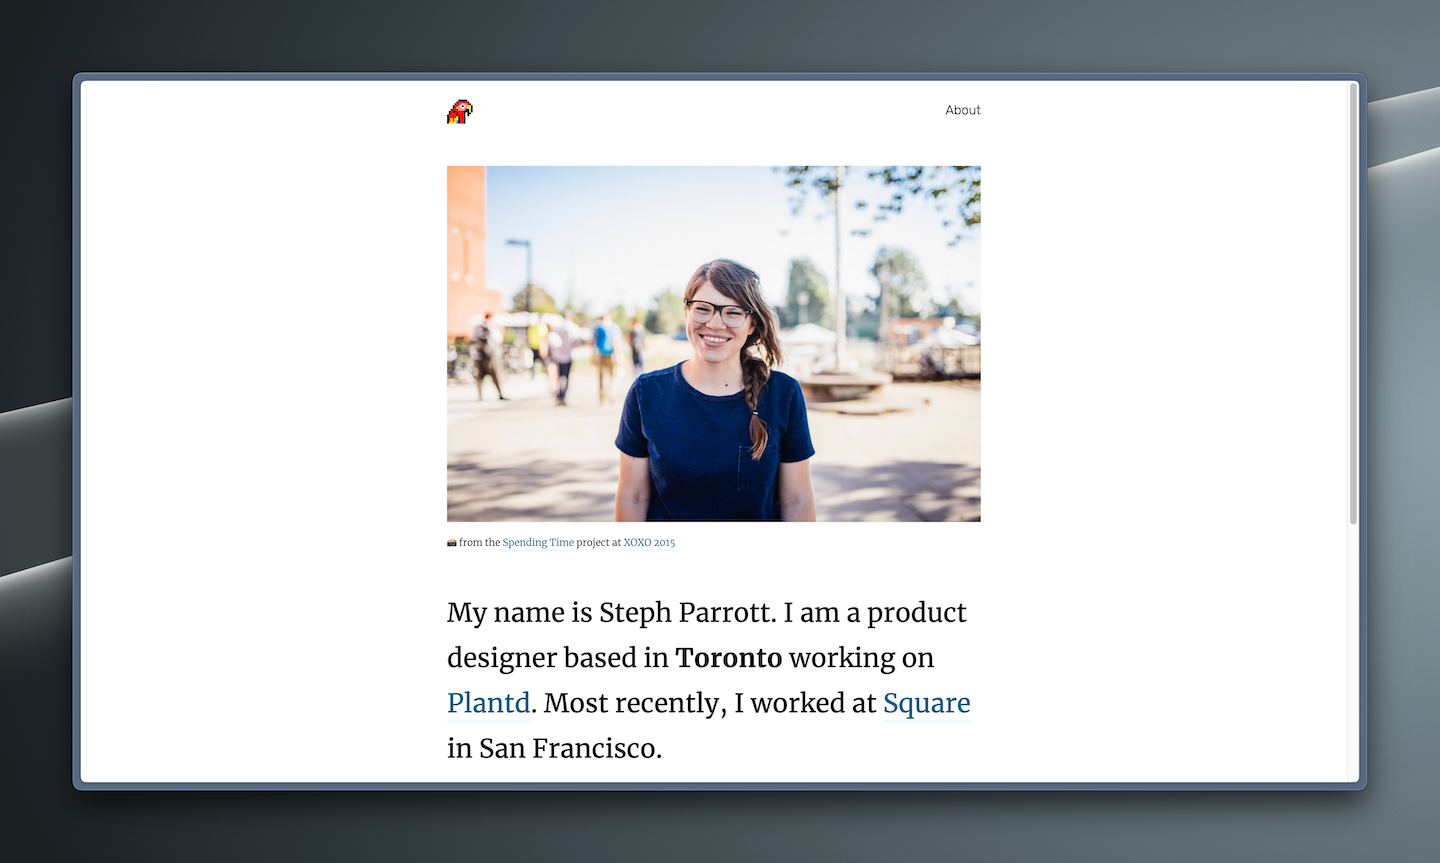 About
📸 from the Spending Time project at XOXO 2015
My name is Steph Parrott. I am a product
designer based in Toronto working on
Plantd. Most recently, I worked at Square
in San Francisco.